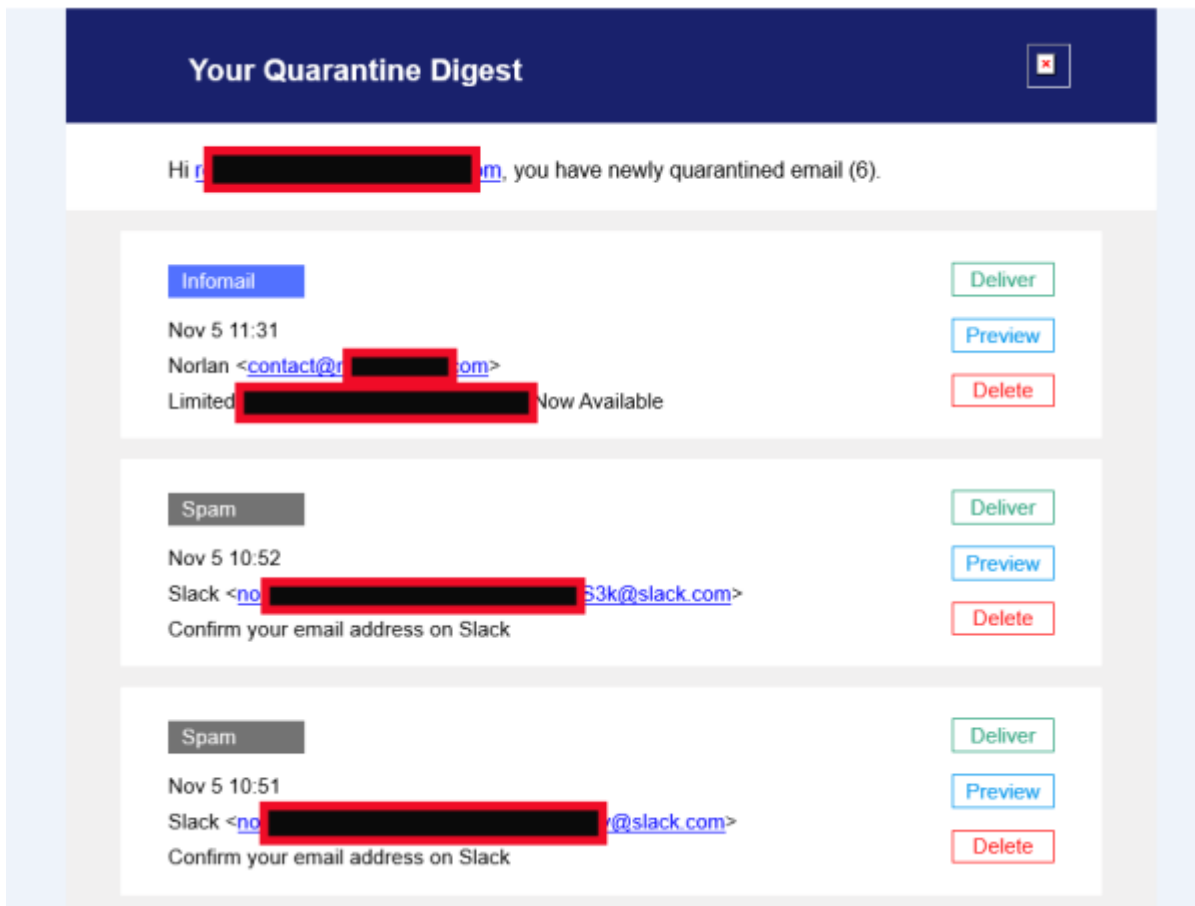 Your Quarantine Digest
Hi r m, you have newly quarantined email (6).
Infomail
Deliver
Nov 5 11:31
Preview
Norlan <contact@r com>
Limited Now Available
Delete
Spam
Deliver
Nov 5 10:52
Preview
Slack <no S3k@slack.com>
Confirm your email address on Slack
Delete
Spam
Deliver
Nov 5 10:51
Preview
Slack <no @slack.com>
Confirm your email address on Slack
Delete